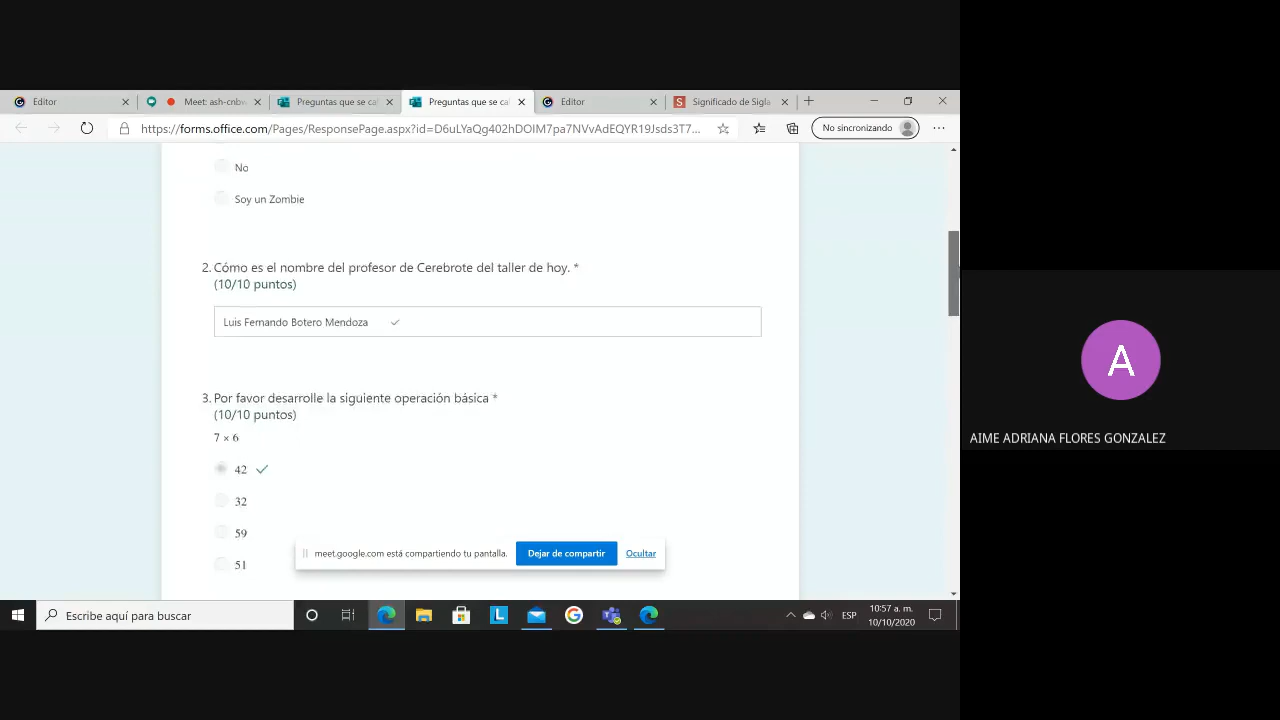 Editor
Meet: ash-cnbv
Preguntas que se cal
Preguntas que se ca
Editor
Significado de Sigla
https://forms.office.com/Pages/ResponsePage.aspx?id=D6uLYaQg402hDOIM7pa7NVvAdEQYR19Jsds3T7...
No sincronizando
No
Soy un Zombie
2. Cómo es el nombre del profesor de Cerebrote del taller de hoy. *
(10/10 puntos)
Luis Fernando Botero Mendoza
3. Por favor desarrolle la siguiente operación básica *
(10/10 puntos)
7 × 6
42
32
59
51
meet.google.com está compartiendo tu pantalla.
Dejar de compartir
Ocultar
A
AIME ADRIANA FLORES GONZALEZ
Escribe aquí para buscar
ESP
10:57 a. m.
10/10/2020